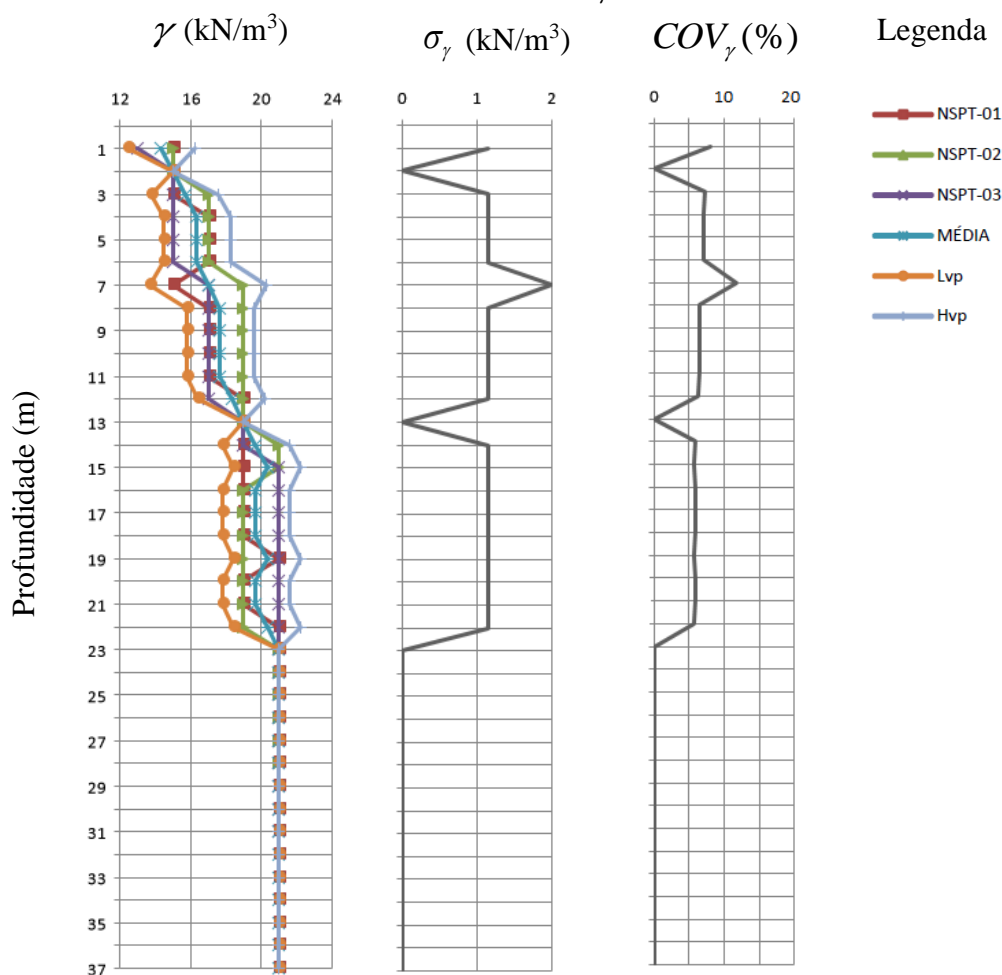 γ (kN/m³)
σγ (kN/m³)
COVγ (%)
Legenda
12 16 20 24
0 1 2
0 10 20
NSPT-01
NSPT-02
NSPT-03
MÉDIA
Lvp
Hvp
Profundidade (m)
1
3
5
7
9
11
13
15
17
19
21
23
25
27
29
31
33
35
37